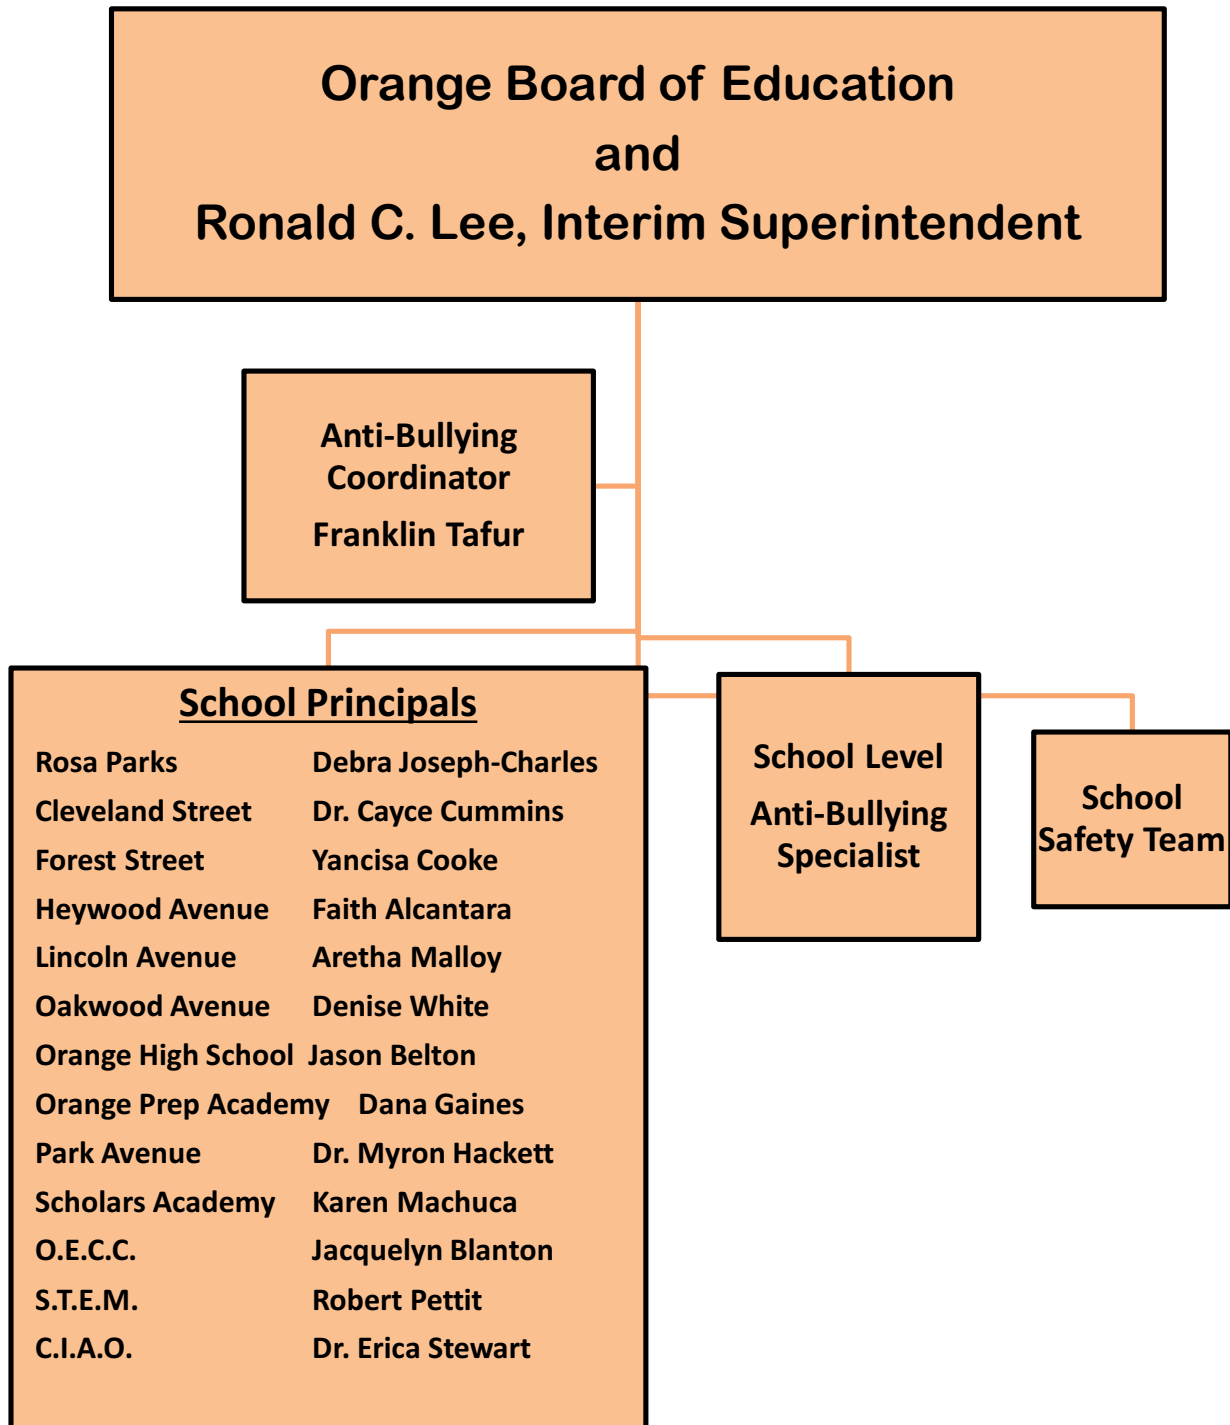 Orange Board of Education
and
Ronald C. Lee, Interim Superintendent
Anti-Bullying
Coordinator
Franklin Tafur
School Principals
Rosa Parks Debra Joseph-Charles
Cleveland Street Dr. Cayce Cummins
Forest Street Yancisa Cooke
Heywood Avenue Faith Alcantara
Lincoln Avenue Aretha Malloy
Oakwood Avenue Denise White
Orange High School Jason Belton
Orange Prep Academy Dana Gaines
Park Avenue Dr. Myron Hackett
Scholars Academy Karen Machuca
O.E.C.C. Jacquelyn Blanton
S.T.E.M. Robert Pettit
C.I.A.O. Dr. Erica Stewart
School Level
Anti-Bullying
Specialist
School
Safety Team